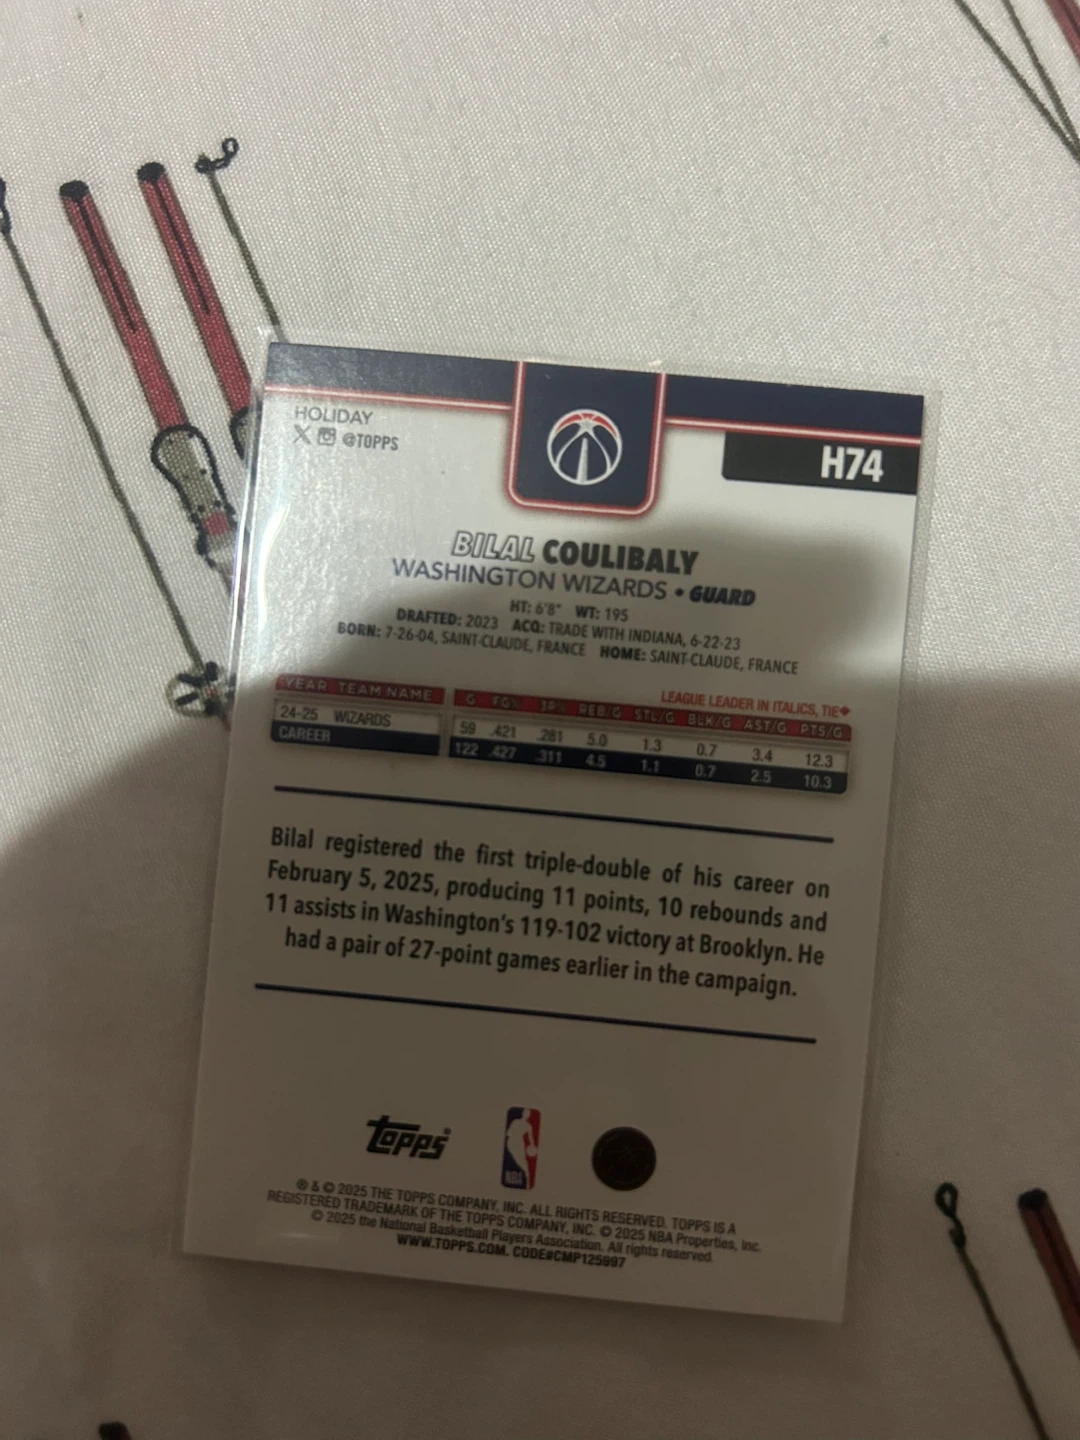 HOLIDAY
@TOPPS
H74
BILAL COULIBALY
WASHINGTON WIZARDS • GUARD
HT: 6'8" WT: 195
DRAFTED: 2023 ACQ: TRADE WITH INDIANA, 6-22-23
BORN: 7-26-04, SAINT-CLAUDE, FRANCE HOME: SAINT-CLAUDE, FRANCE
LEAGUE LEADER IN ITALICS, TIE◆
YEAR TEAM NAME G FG% 3P% REB/G STL/G BLK/G AST/G PTS/G
24-25 WIZARDS 59 .421 .281 5.0 1.3 0.7 3.4 12.3
CAREER 122 .427 .311 4.5 1.1 0.7 2.5 10.3
Bilal registered the first triple-double of his career on
February 5, 2025, producing 11 points, 10 rebounds and
11 assists in Washington's 119-102 victory at Brooklyn. He
had a pair of 27-point games earlier in the campaign.
topps®
NBA
® & © 2025 THE TOPPS COMPANY, INC. ALL RIGHTS RESERVED. TOPPS IS A
REGISTERED TRADEMARK OF THE TOPPS COMPANY, INC. © 2025 NBA Properties, Inc.
© 2025 the National Basketball Players Association. All rights reserved.
WWW.TOPPS.COM. CODE#CMP125997